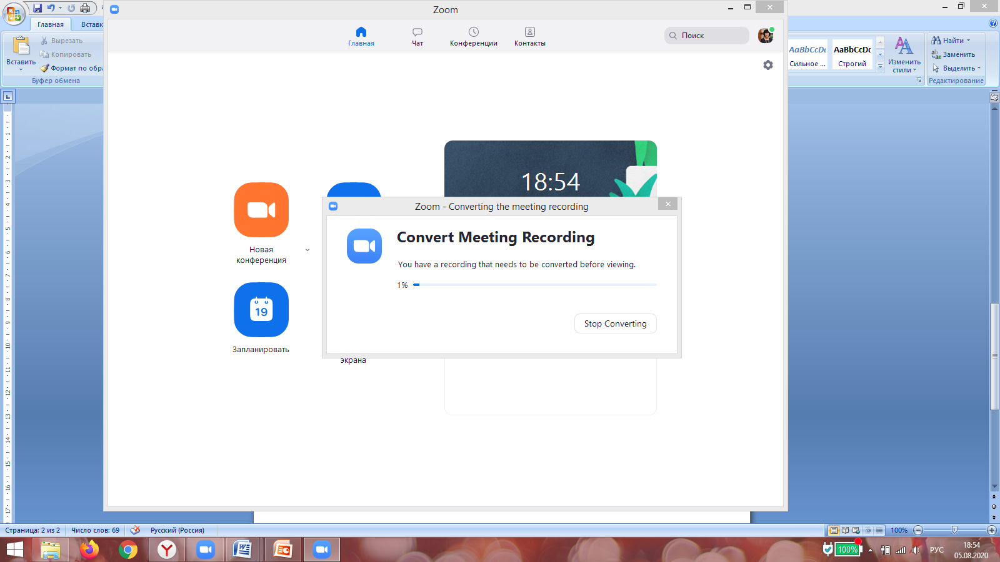 Zoom
Главная
Вставк
Вставить
Вырезать
Копировать
Формат по обра
Буфер обмена
Главная
Чат
Конференции
Контакты
Поиск
AaBbCcDc
AaBbCcDc
Сильное ...
Строгий
Изменить
стили
Найти
Заменить
Выделить
Редактирование
18:54
Новая
конференция
19
Запланировать
экрана
Zoom - Converting the meeting recording
Convert Meeting Recording
You have a recording that needs to be converted before viewing.
1%
Stop Converting
Страница: 2 из 2
Число слов: 69
Русский (Россия)
100%
100%
РУС
18:54
05.08.2020